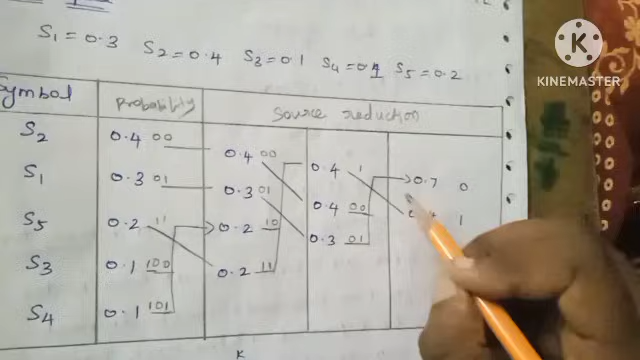 S1 = 0.3 S2 = 0.4 S3 = 0.1 S4 = 0.1 S5 = 0.2
KINEMASTER
Symbol Probability Source reduction
S2 0.4 00 0.4 00 0.4 1 0.7 0
S1 0.3 01 0.3 01 0.4 00 1
S5 0.2 11 0.2 10 0.3 01
S3 0.1 100 0.2 11
S4 0.1 101